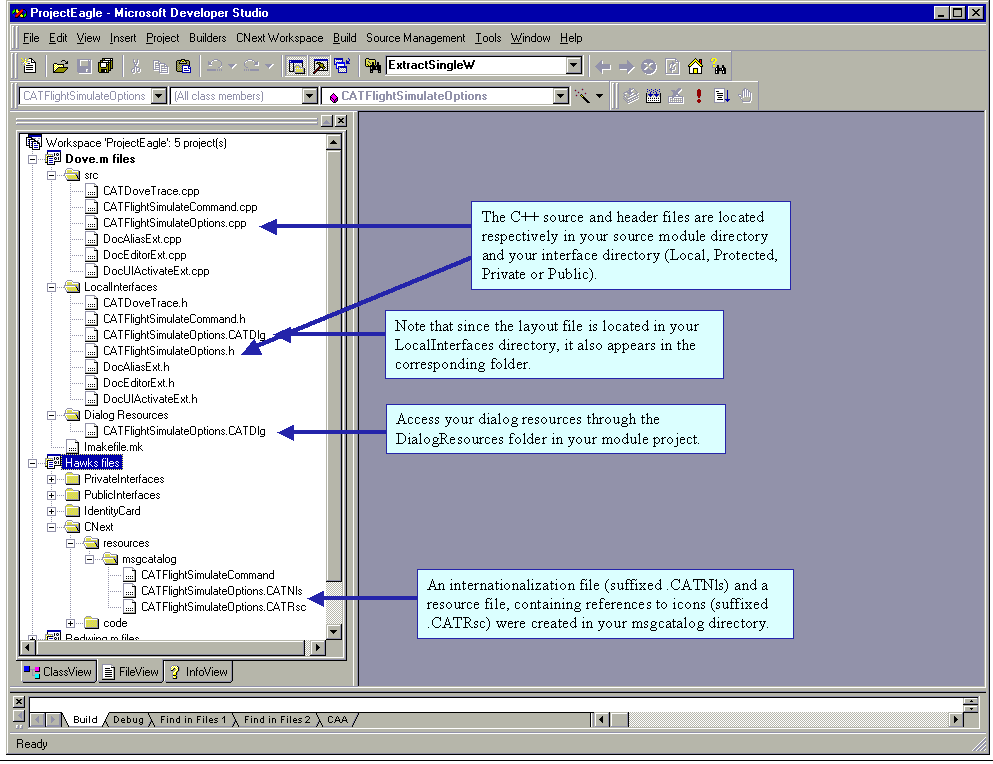 ProjectEagle - Microsoft Developer Studio
File Edit View Insert Project Builders CNext Workspace Build Source Management Tools Window Help
ExtractSingleW
CATFlightSimulateOptions (All class members) CATFlightSimulateOptions
Workspace 'ProjectEagle': 5 project(s)
Dove.m files
src
CATDoveTrace.cpp
CATFlightSimulateCommand.cpp
CATFlightSimulateOptions.cpp
DocAliasExt.cpp
DocEditorExt.cpp
DocUIActivateExt.cpp
LocalInterfaces
CATDoveTrace.h
CATFlightSimulateCommand.h
CATFlightSimulateOptions.CATDlg
CATFlightSimulateOptions.h
DocAliasExt.h
DocEditorExt.h
DocUIActivateExt.h
Dialog Resources
CATFlightSimulateOptions.CATDlg
Imakefile.mk
Hawks files
PrivateInterfaces
PublicInterfaces
IdentityCard
CNext
resources
msgcatalog
CATFlightSimulateCommand
CATFlightSimulateOptions.CATNls
CATFlightSimulateOptions.CATRsc
code
Redwing.m files
The C++ source and header files are located
respectively in your source module directory
and your interface directory (Local, Protected,
Private or Public).
Note that since the layout file is located in your
LocalInterfaces directory, it also appears in the
corresponding folder.
Access your dialog resources through the
DialogResources folder in your module project.
An internationalization file (suffixed .CATNls) and a
resource file, containing references to icons (suffixed
.CATRsc) were created in your msgcatalog directory.
ClassView FileView InfoView
Build Debug Find in Files 1 Find in Files 2 CAA
Ready